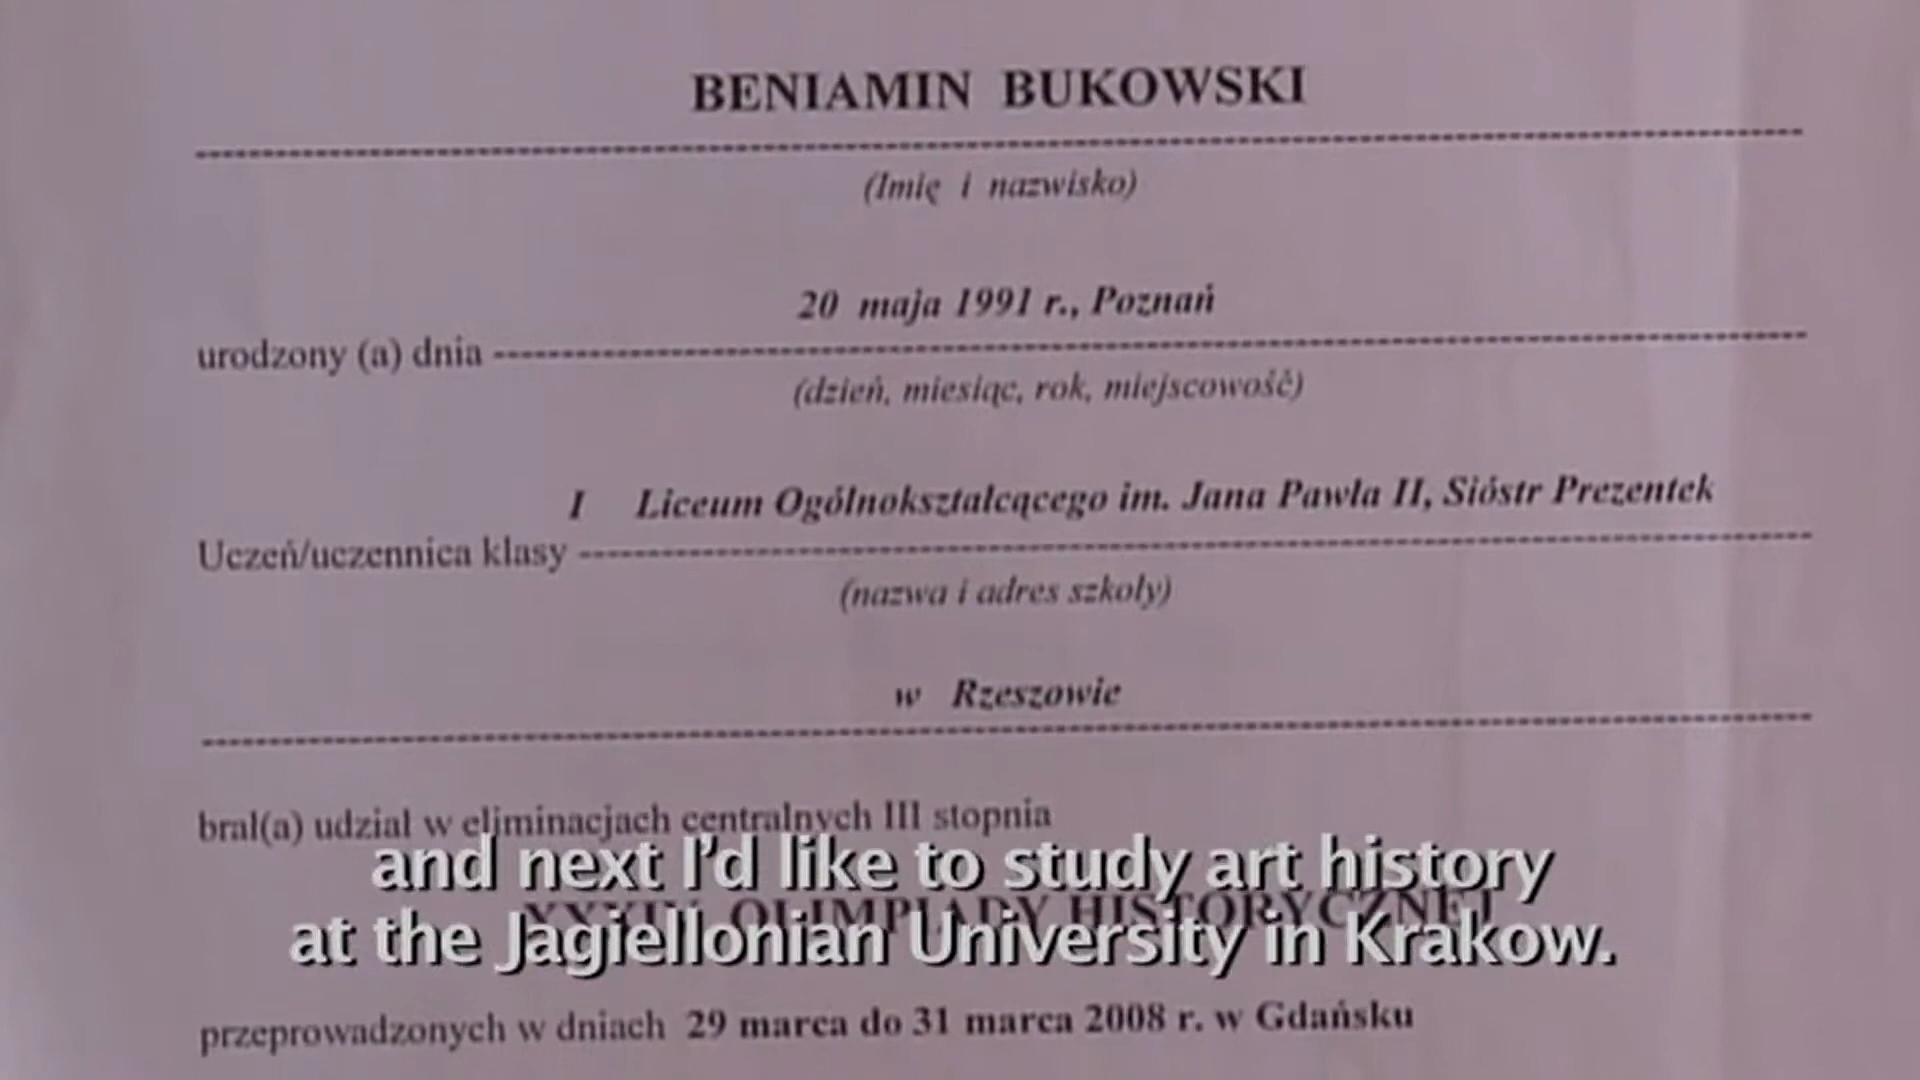 BENIAMIN BUKOWSKI
(Imię i nazwisko)
20 maja 1991 r., Poznań
urodzony (a) dnia
(dzień, miesiąc, rok, miejscowość)
I Liceum Ogólnokształcącego im. Jana Pawła II, Sióstr Prezentek
Uczeń/uczennica klasy
(nazwa i adres szkoły)
w Rzeszowie
brał(a) udział w eliminacjach centralnych III stopnia
and next I'd like to study art history
XXXIV OLIMPIADY HISTORYCZNEJ
at the Jagiellonian University in Krakow.
przeprowadzonych w dniach 29 marca do 31 marca 2008 r. w Gdańsku